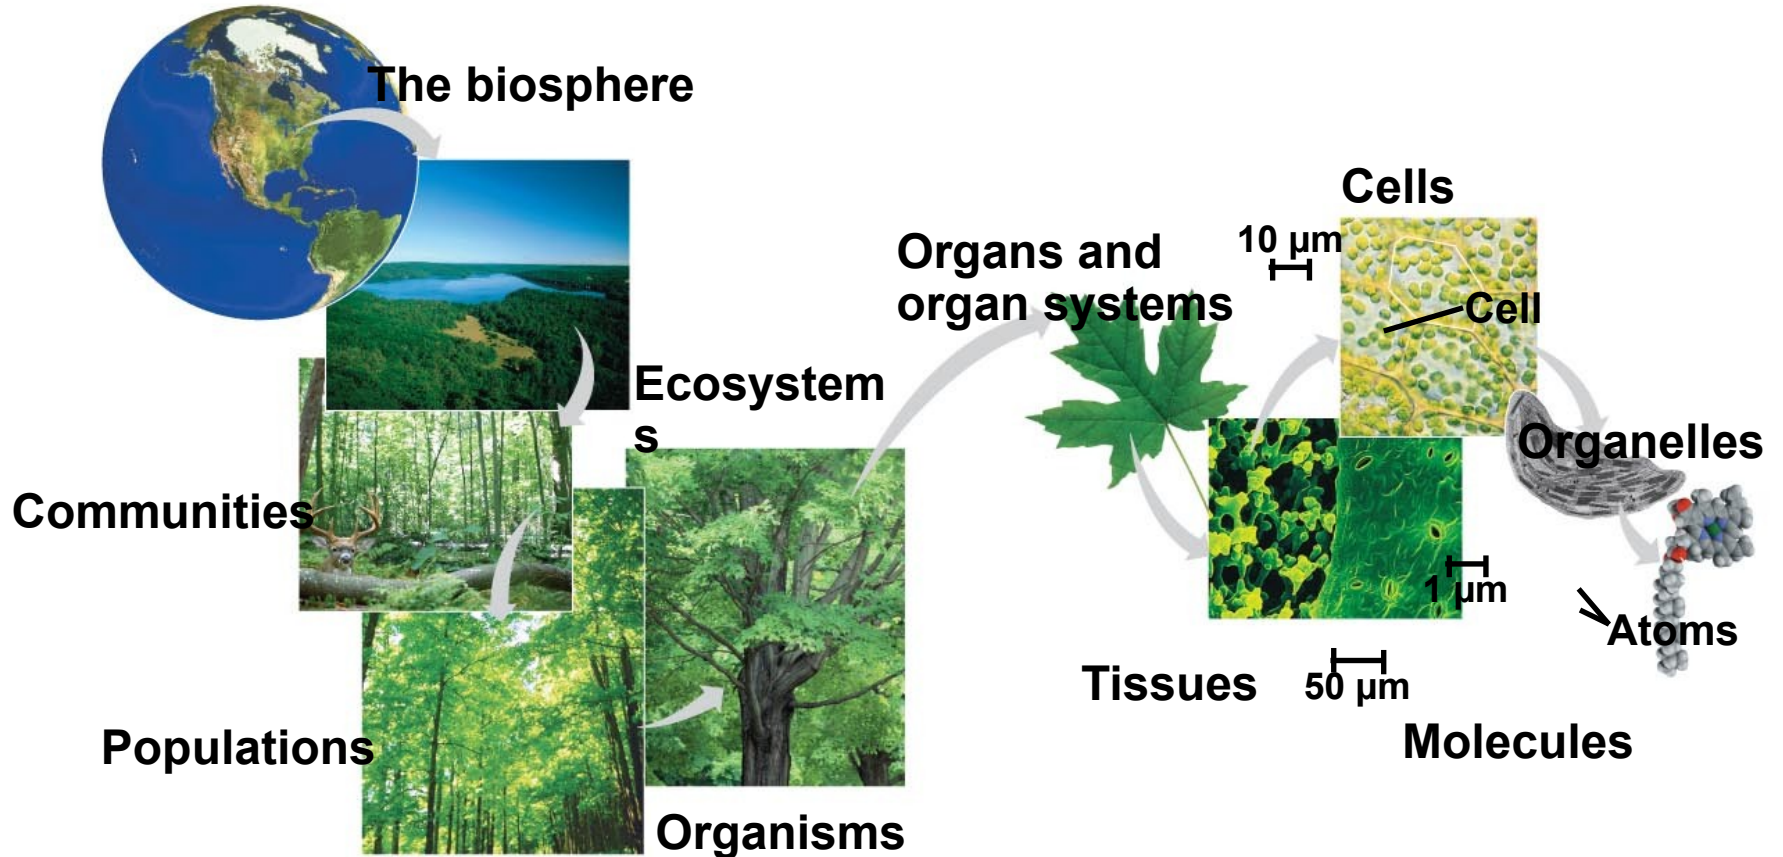 The biosphere
Ecosystem
s
Communities
Populations
Organisms
Organs and
organ systems
Cells
10 µm
Cell
Organelles
1 µm
Atoms
Tissues
50 µm
Molecules